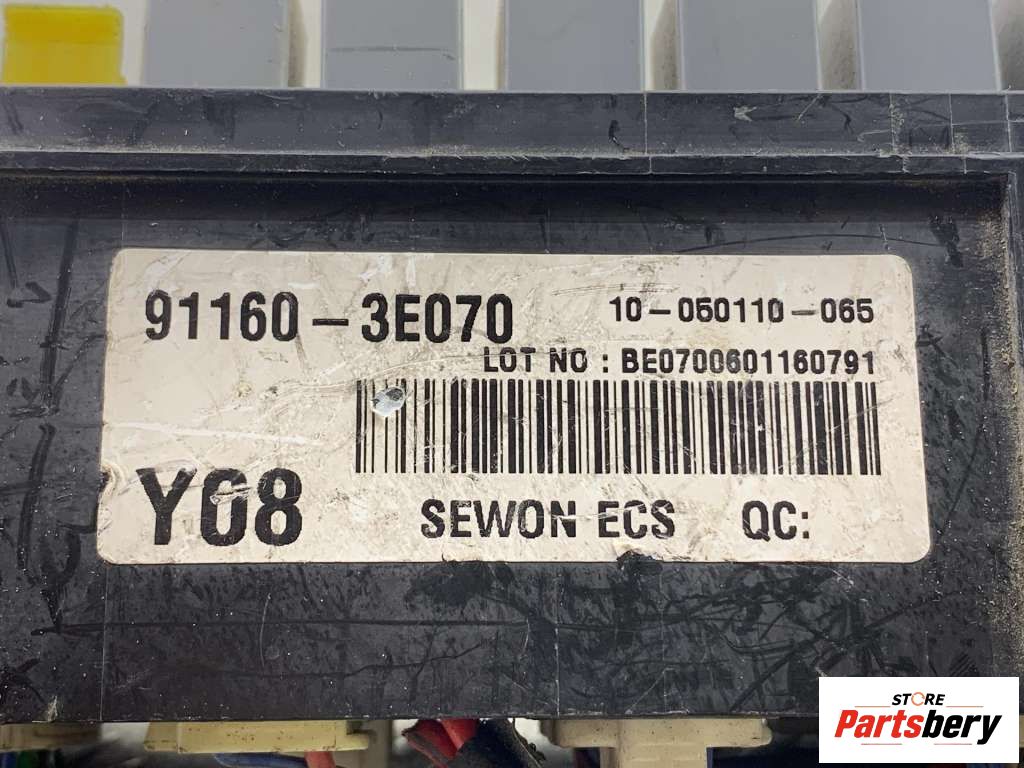 91160-3E070
10-050110-065
LOT NO : BE0700601160791
Y08
SEWON ECS QC:
STORE
Partsbery